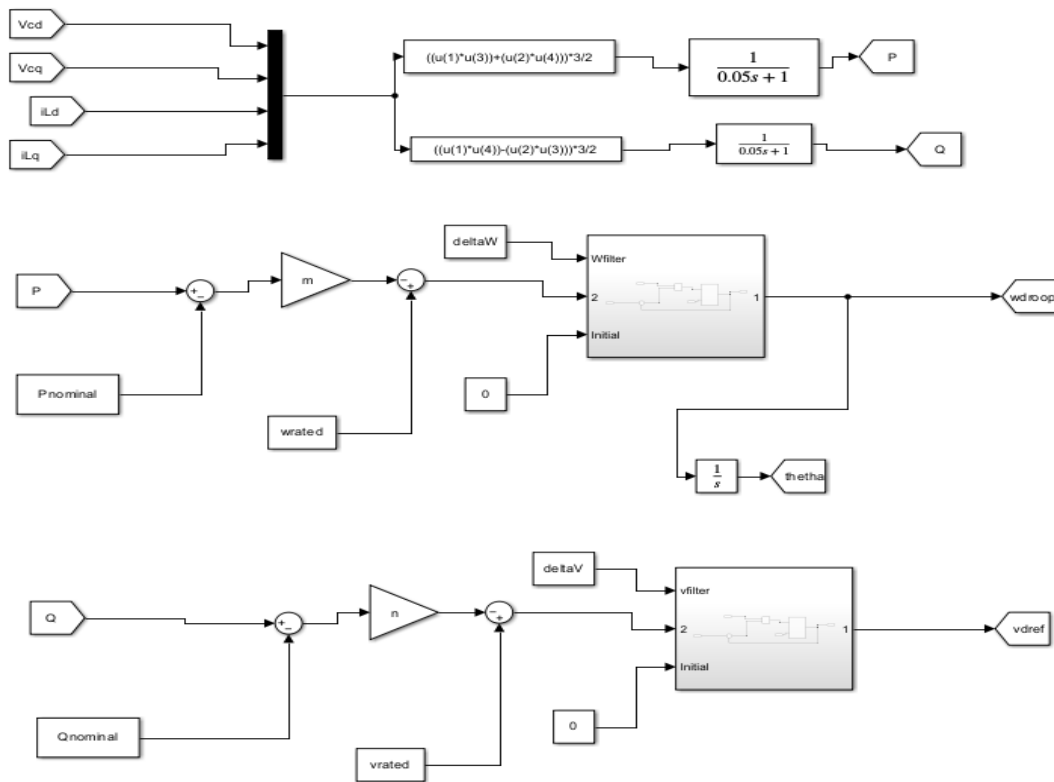 Vcd
Vcq
iLd
iLq
((u(1)*u(3))+(u(2)*u(4)))*3/2
1
0.05s + 1
P
((u(1)*u(4))-(u(2)*u(3)))*3/2
1
0.05s + 1
Q
P
Pnominal
m
wrated
deltaW
0
Wfilter
2
Initial
1
wdroop
1
s
thetha
Q
Qnominal
n
vrated
deltaV
0
vfilter
2
Initial
1
vdref